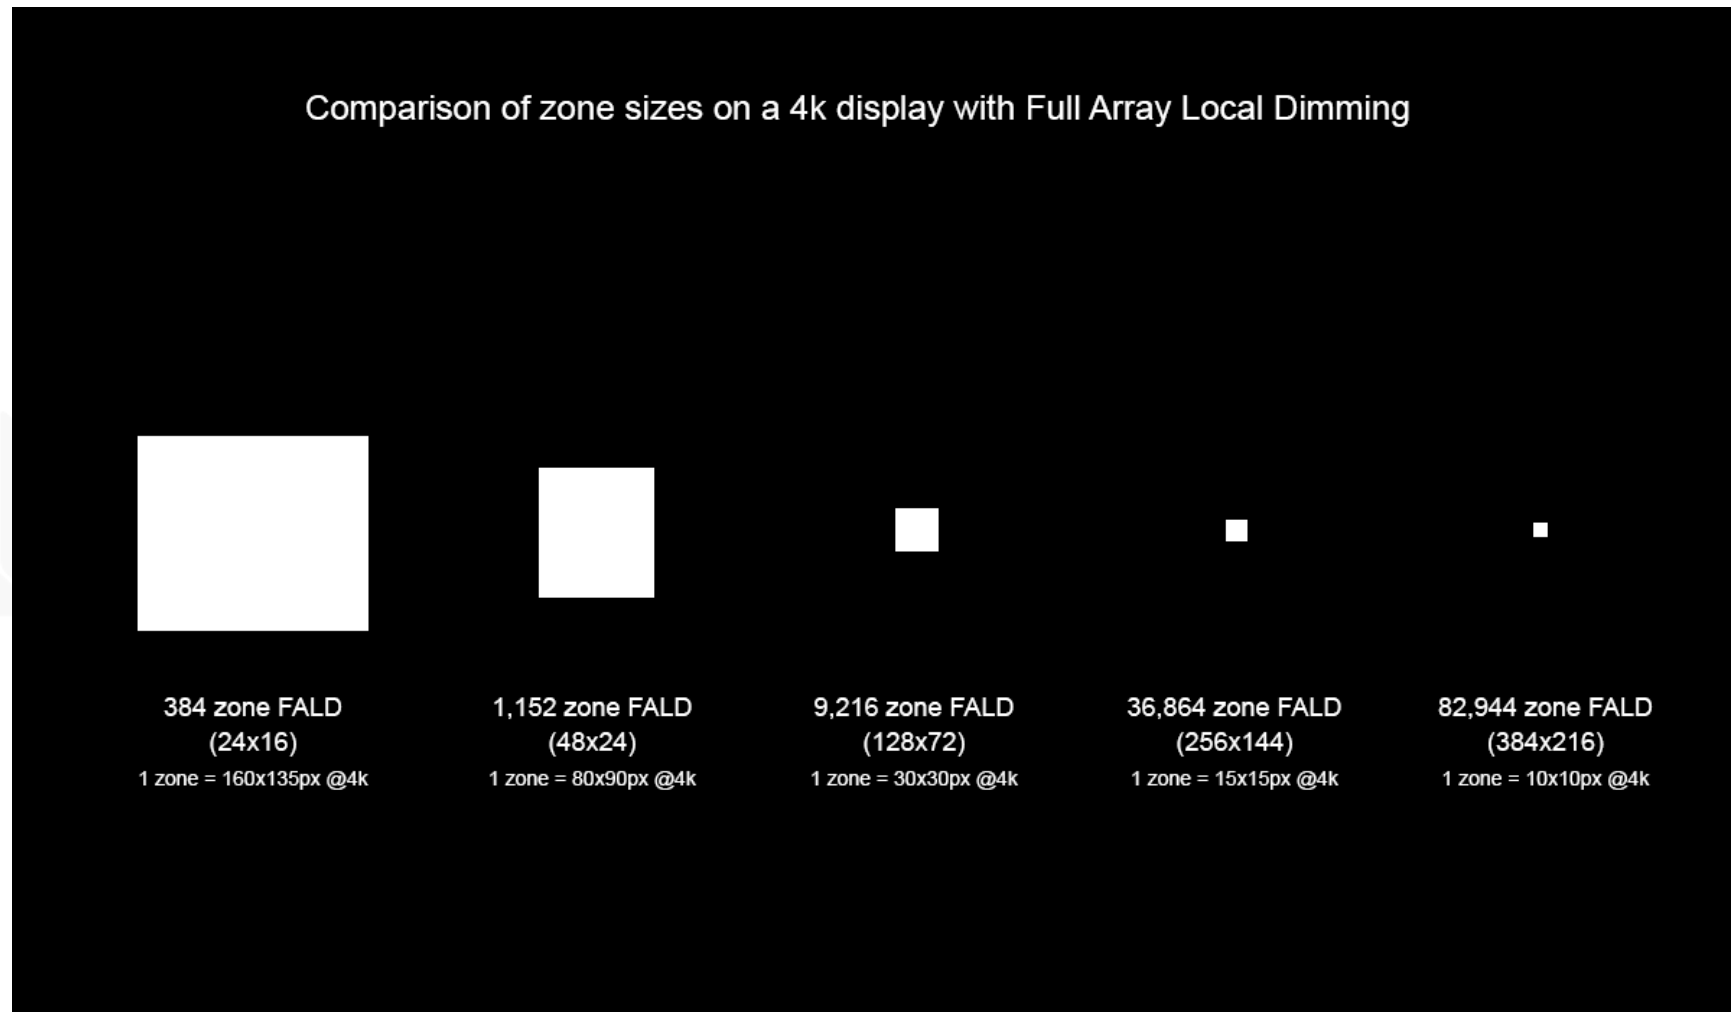 Comparison of zone sizes on a 4k display with Full Array Local Dimming
384 zone FALD
(24x16)
1 zone = 160x135px @4k
1,152 zone FALD
(48x24)
1 zone = 80x90px @4k
9,216 zone FALD
(128x72)
1 zone = 30x30px @4k
36,864 zone FALD
(256x144)
1 zone = 15x15px @4k
82,944 zone FALD
(384x216)
1 zone = 10x10px @4k